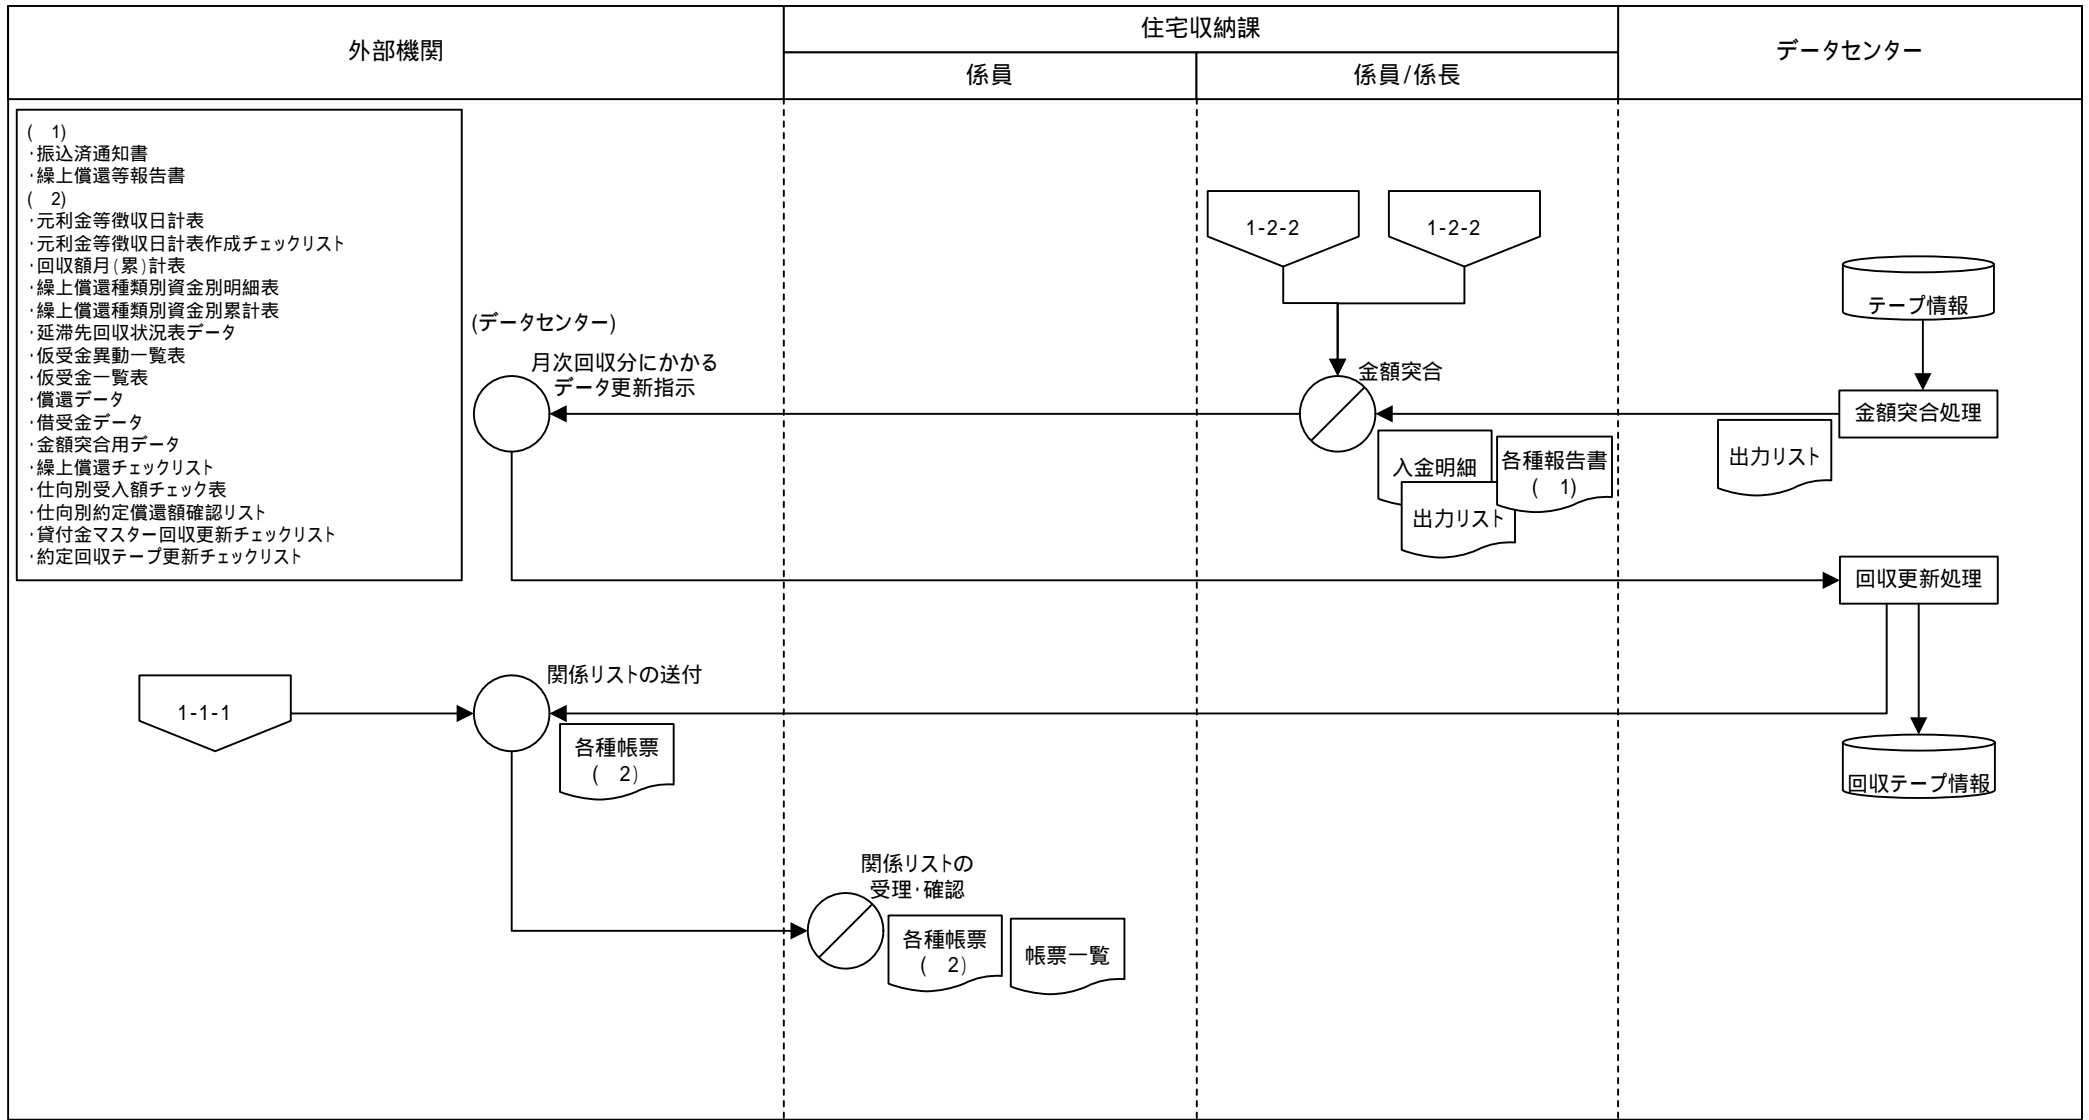 外部機関
住宅収納課
データセンター
係員
係員/係長
(　1)
・振込済通知書
・繰上償還等報告書
(　2)
・元利金等徴収日計表
・元利金等徴収日計表作成チェックリスト
・回収額月(累)計表
・繰上償還種類別資金別明細表
・繰上償還種類別資金別累計表
・延滞先回収状況表データ
・仮受金異動一覧表
・仮受金一覧表
・償還データ
・借受金データ
・金額突合用データ
・繰上償還チェックリスト
・仕向別受入額チェック表
・仕向別約定償還額確認リスト
・貸付金マスター回収更新チェックリスト
・約定回収テープ更新チェックリスト
1-2-2
1-2-2
テープ情報
(データセンター)
月次回収分にかかる
データ更新指示
金額突合
金額突合処理
出力リスト
入金明細
各種報告書
(　1)
出力リスト
回収更新処理
関係リストの送付
1-1-1
各種帳票
(　2)
回収テープ情報
関係リストの
受理・確認
各種帳票
(　2)
帳票一覧